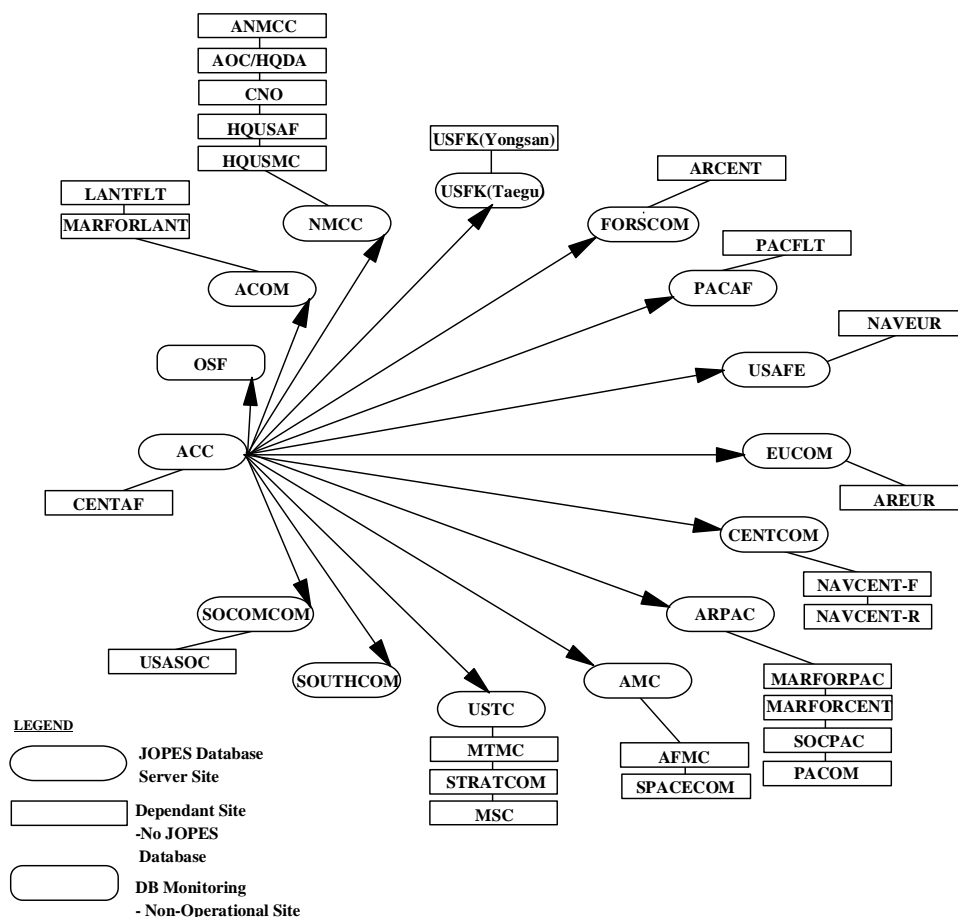 ANMCC
AOC/HQDA
CNO
HQUSAF
HQUSMC
USFK(Yongsan)
USFK(Taegu)
ARCENT
LANTFLT
MARFORLANT
NMCC
FORSCOM
PACFLT
ACOM
PACAF
NAVEUR
OSF
USAFE
ACC
EUCOM
CENTAF
AREUR
CENTCOM
NAVCENT-F
NAVCENT-R
SOCOMCOM
ARPAC
USASOC
SOUTHCOM
AMC
MARFORPAC
MARFORCENT
SOCPAC
PACOM
USTC
MTMC
STRATCOM
MSC
AFMC
SPACECOM
LEGEND
JOPES Database
Server Site
Dependant Site
-No JOPES
Database
DB Monitoring
- Non-Operational Site